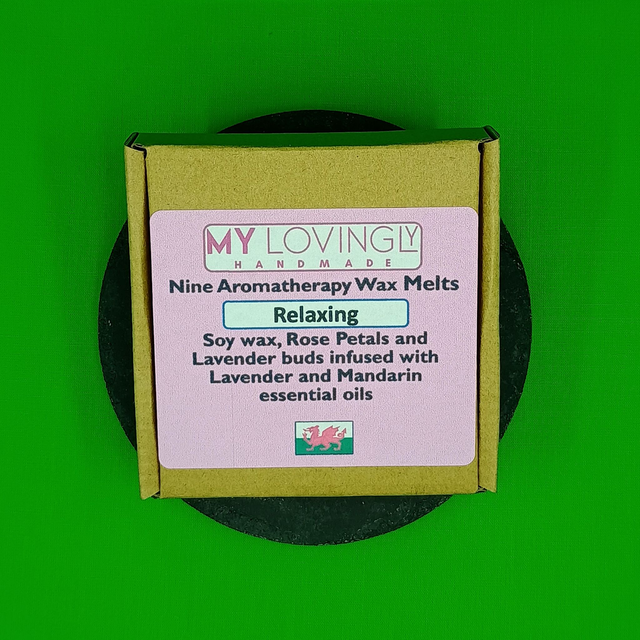 MY LOVINGLY
HANDMADE
Nine Aromatherapy Wax Melts
Relaxing
Soy wax, Rose Petals and
Lavender buds infused with
Lavender and Mandarin
essential oils